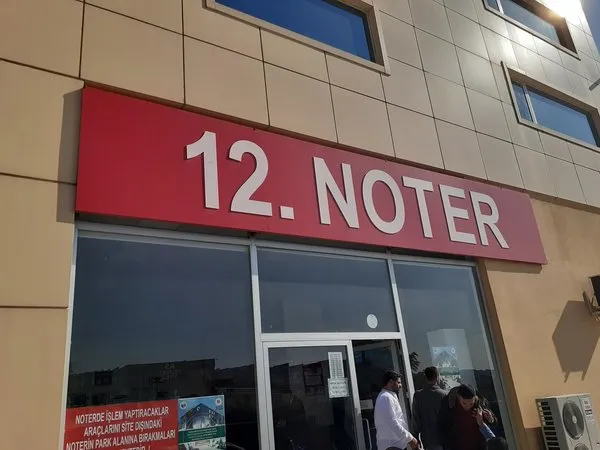 12. NOTER
NOTERDE İŞLEM YAPTIRACAKLAR
ARAÇLARINI SİTE DIŞINDAKİ
NOTERİN PARK ALANINA BIRAKMALARI